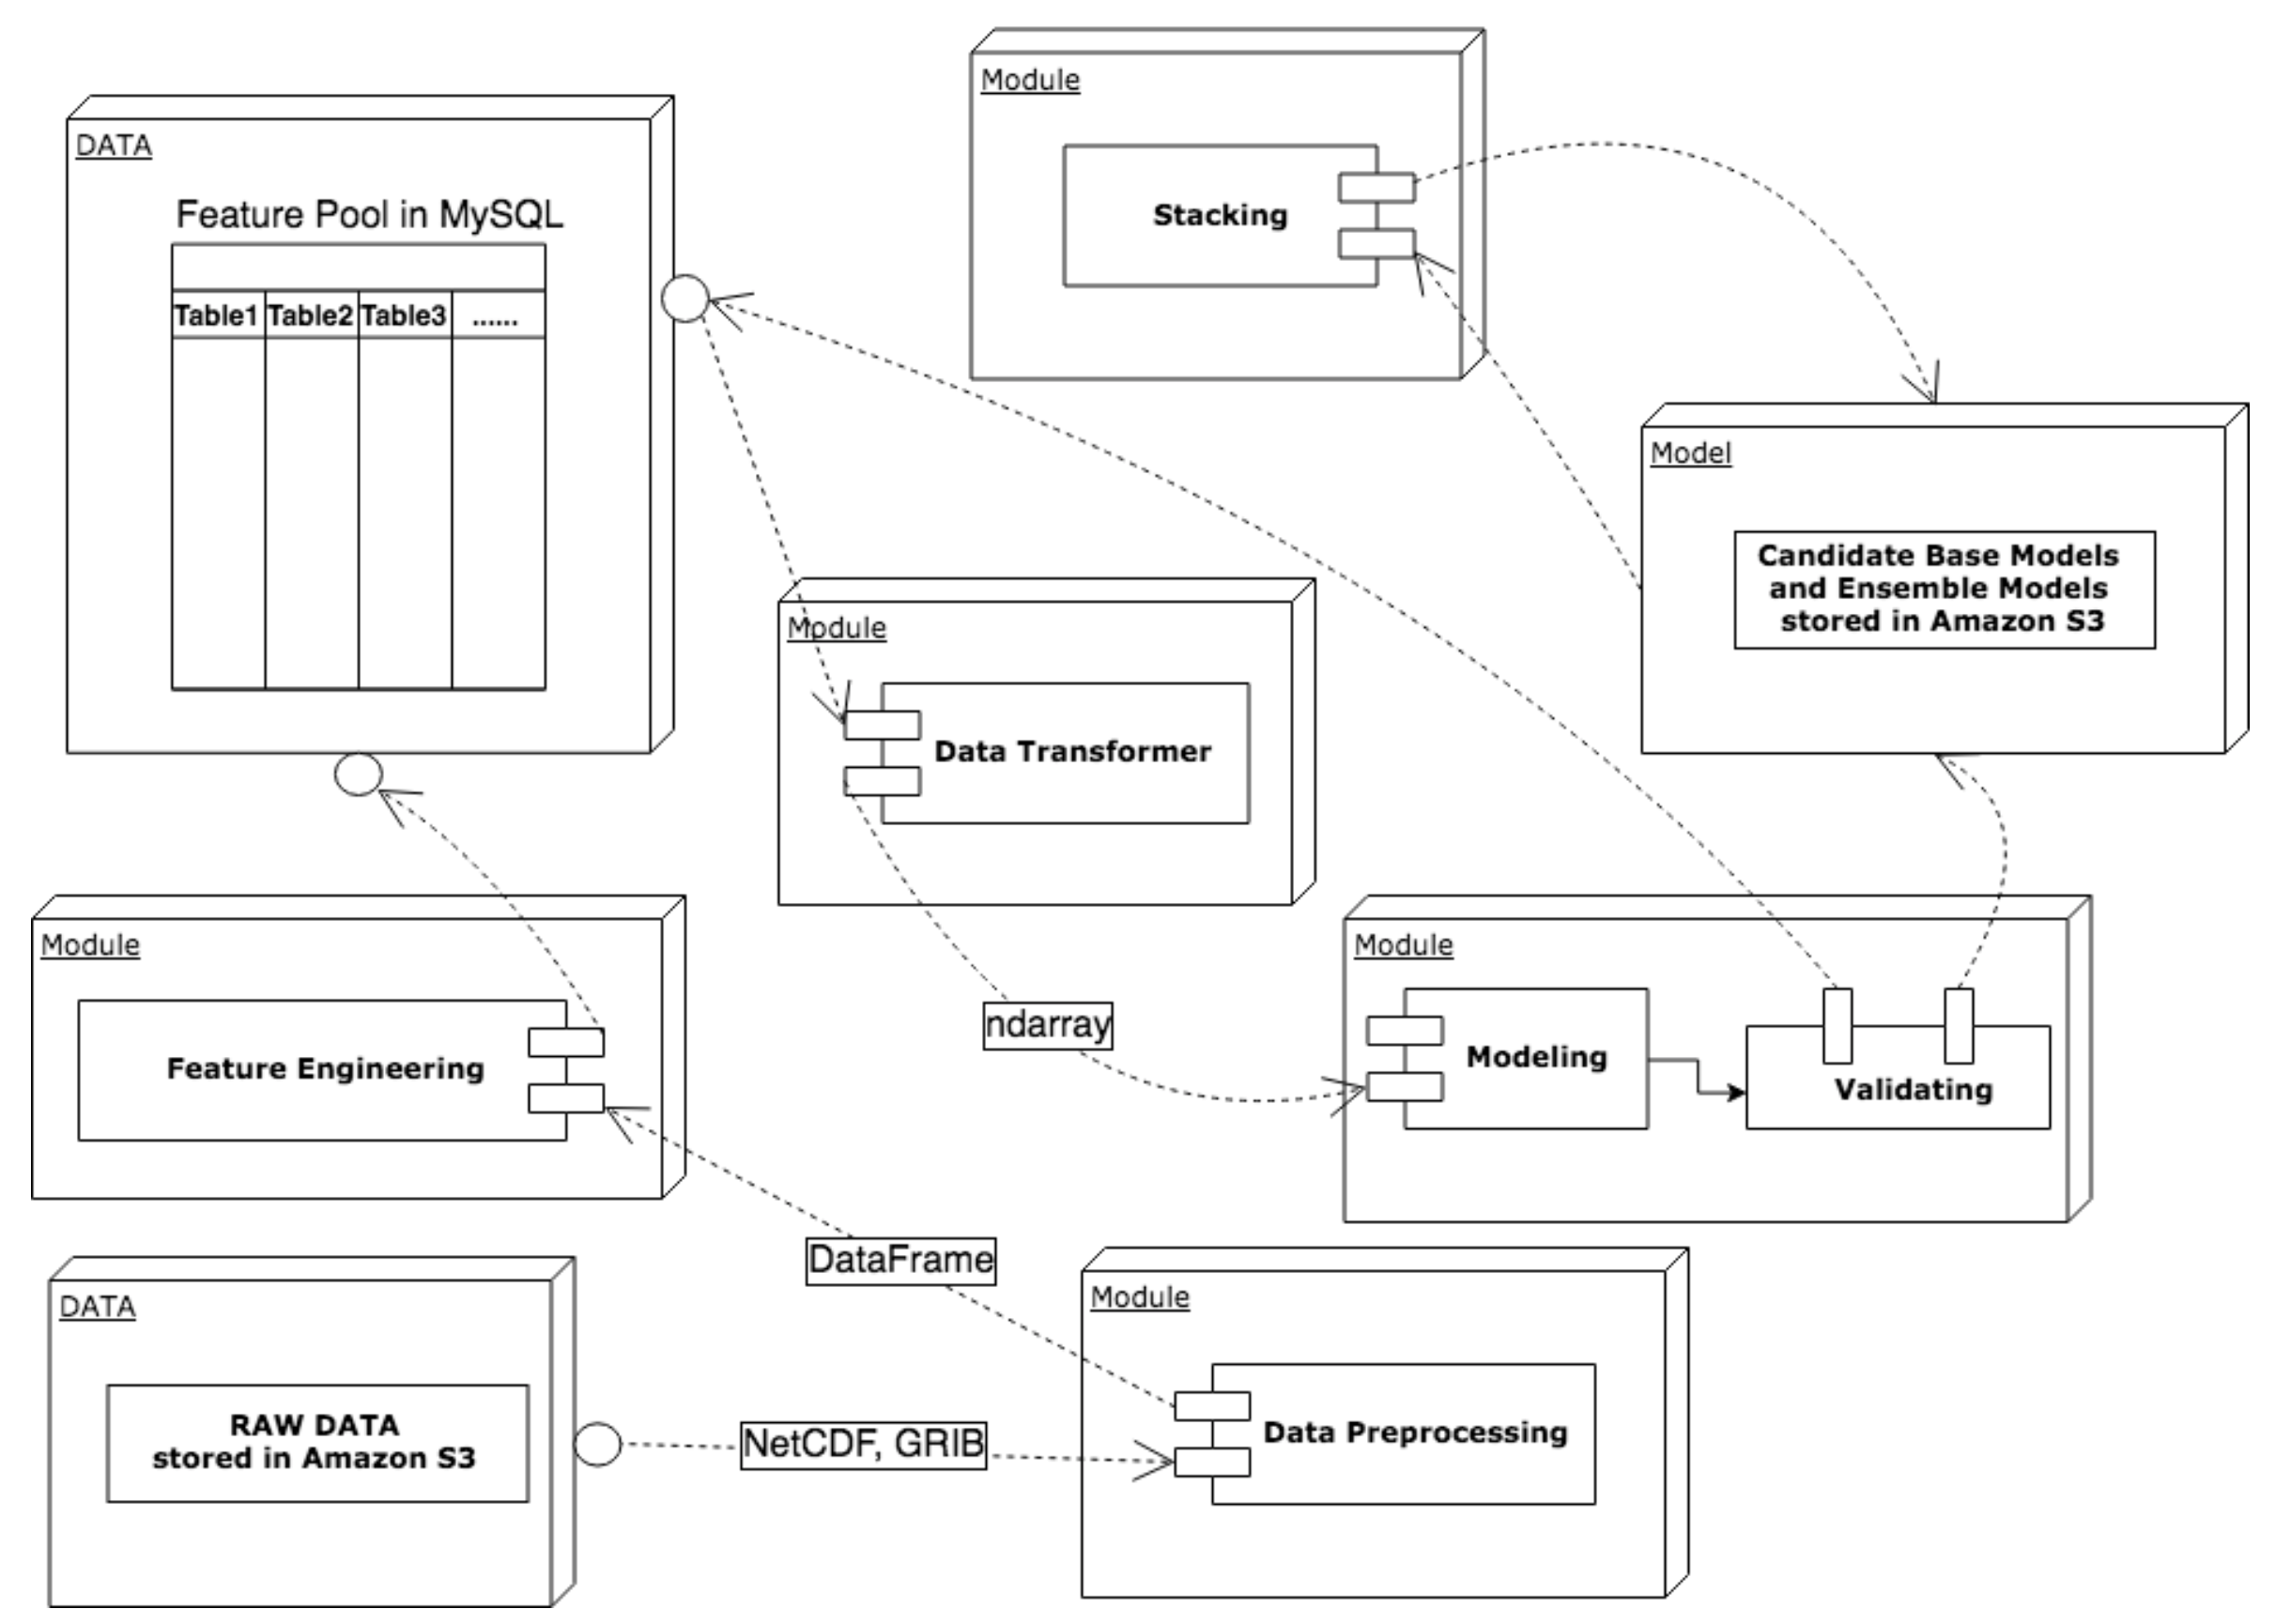 Module
Stacking
DATA
Feature Pool in MySQL
Table1 Table2 Table3 ......
Model
Candidate Base Models
and Ensemble Models
stored in Amazon S3
Module
Data Transformer
Module
Feature Engineering
Module
Modeling
Validating
ndarray
DataFrame
DATA
RAW DATA
stored in Amazon S3
NetCDF, GRIB
Module
Data Preprocessing